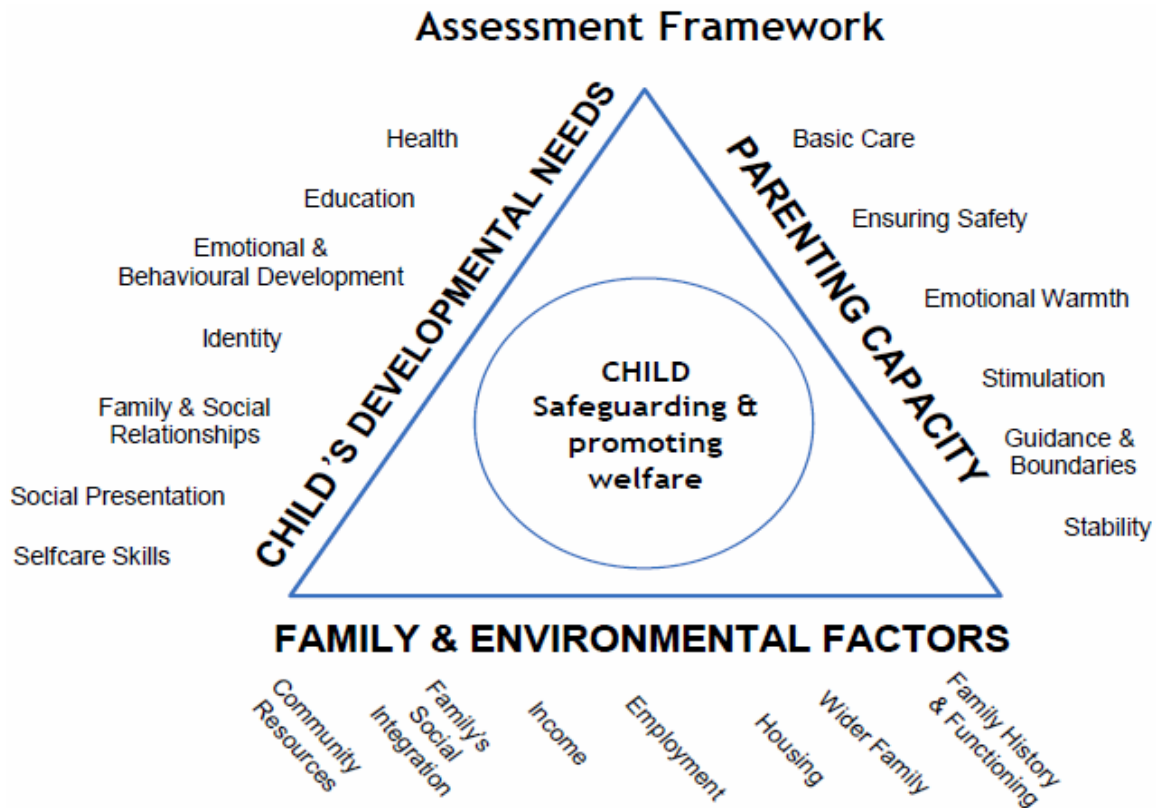 Assessment Framework
CHILD'S DEVELOPMENTAL NEEDS
Health
Education
Emotional &
Behavioural Development
Identity
Family & Social
Relationships
Social Presentation
Selfcare Skills
PARENTING CAPACITY
Basic Care
Ensuring Safety
Emotional Warmth
Stimulation
Guidance &
Boundaries
Stability
CHILD
Safeguarding &
promoting
welfare
FAMILY & ENVIRONMENTAL FACTORS
Community
Resources
Family's
Social
Integration
Income
Employment
Housing
Wider Family
Family History
& Functioning